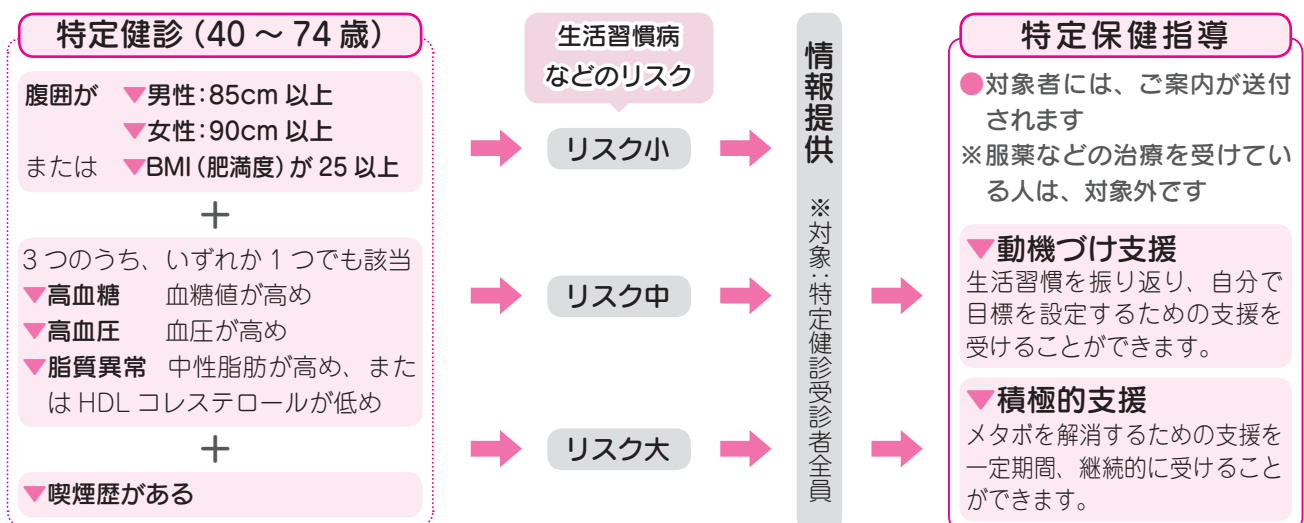 特定健診（40～74歳）
腹囲が ▼男性：85cm 以上
▼女性：90cm 以上
または ▼BMI（肥満度）が 25 以上
＋
3つのうち、いずれか1つでも該当
▼高血糖 血糖値が高め
▼高血圧 血圧が高め
▼脂質異常 中性脂肪が高め、また
は HDL コレステロールが低め
＋
▼喫煙歴がある
生活習慣病
などのリスク
リスク小
リスク中
リスク大
情報提供 ※対象：特定健診受診者全員
特定保健指導
●対象者には、ご案内が送付
されます
※服薬などの治療を受けてい
る人は、対象外です
▼動機づけ支援
生活習慣を振り返り、自分で
目標を設定するための支援を
受けることができます。
▼積極的支援
メタボを解消するための支援を
一定期間、継続的に受けること
ができます。